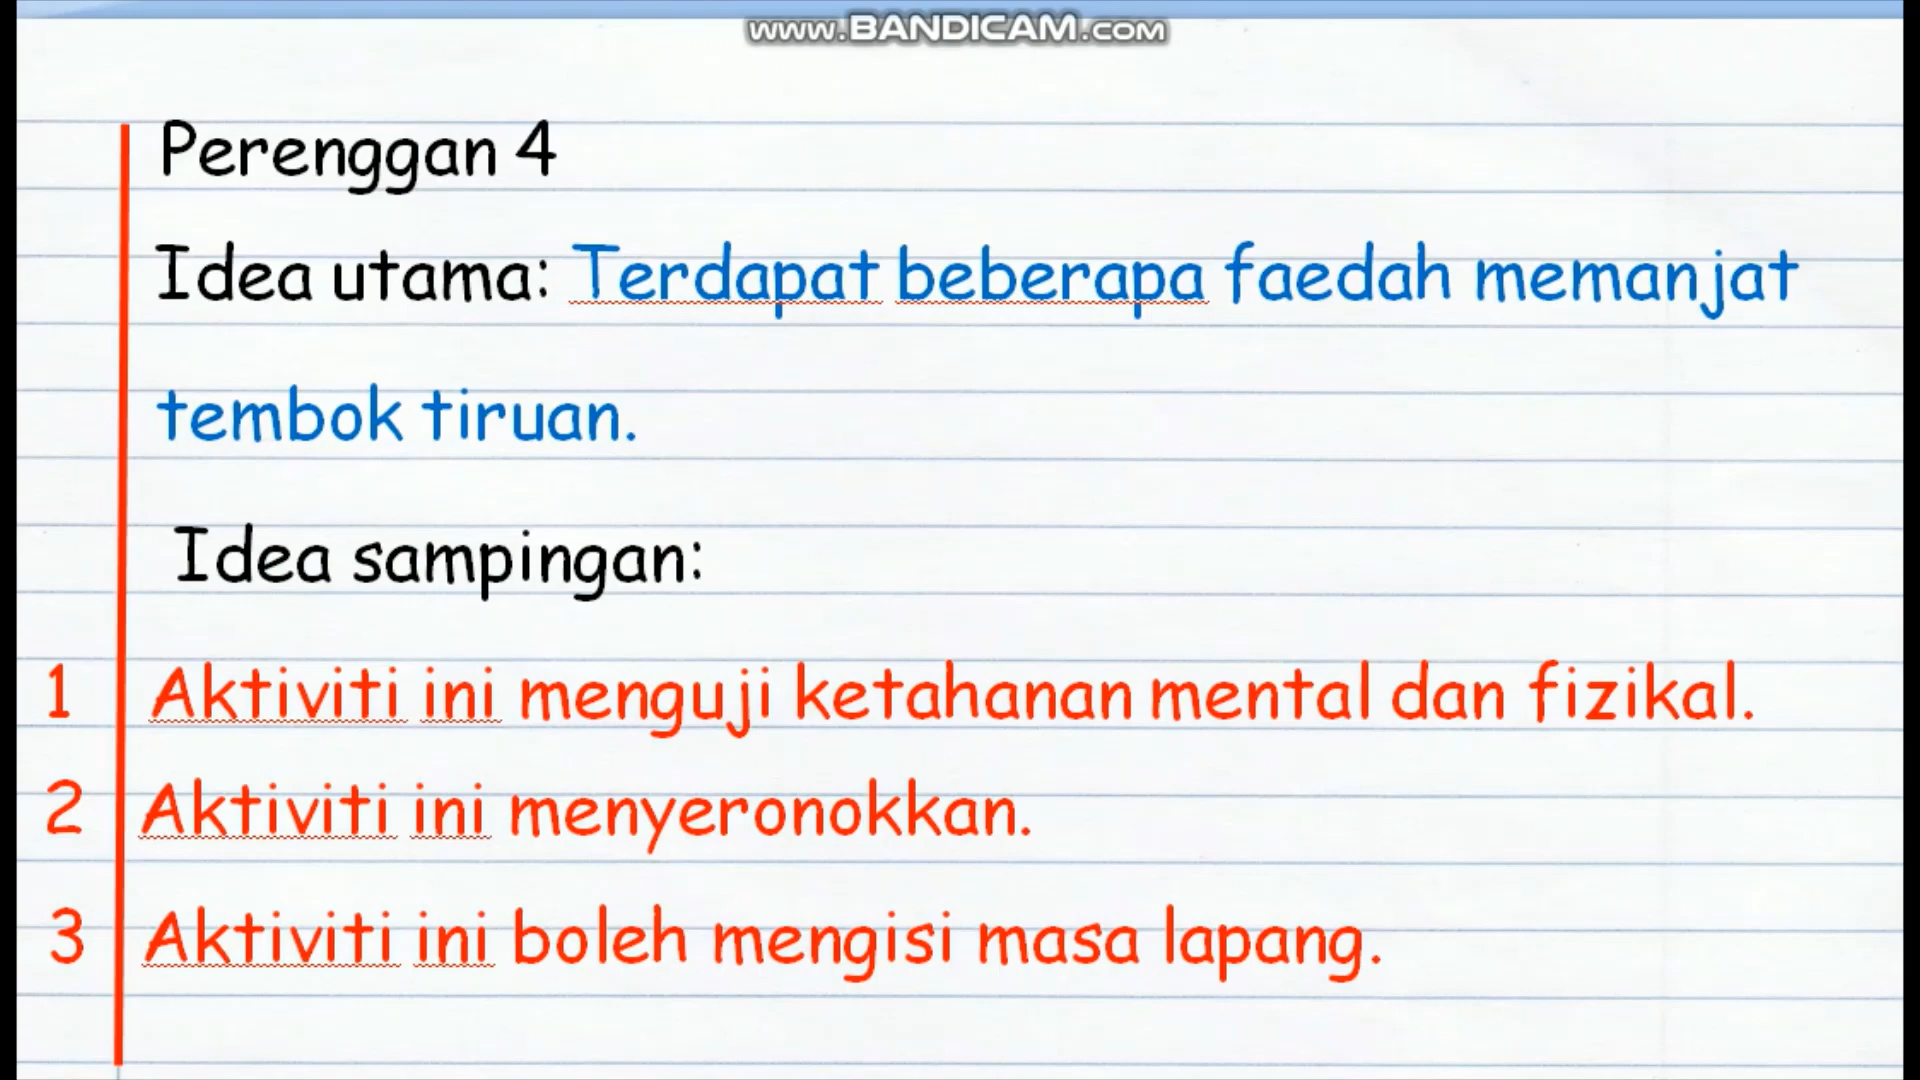 www.BANDICAM.com
Perenggan 4
Idea utama: Terdapat beberapa faedah memanjat
tembok tiruan.
Idea sampingan:
1 Aktiviti ini menguji ketahanan mental dan fizikal.
2 Aktiviti ini menyeronokkan.
3 Aktiviti ini boleh mengisi masa lapang.